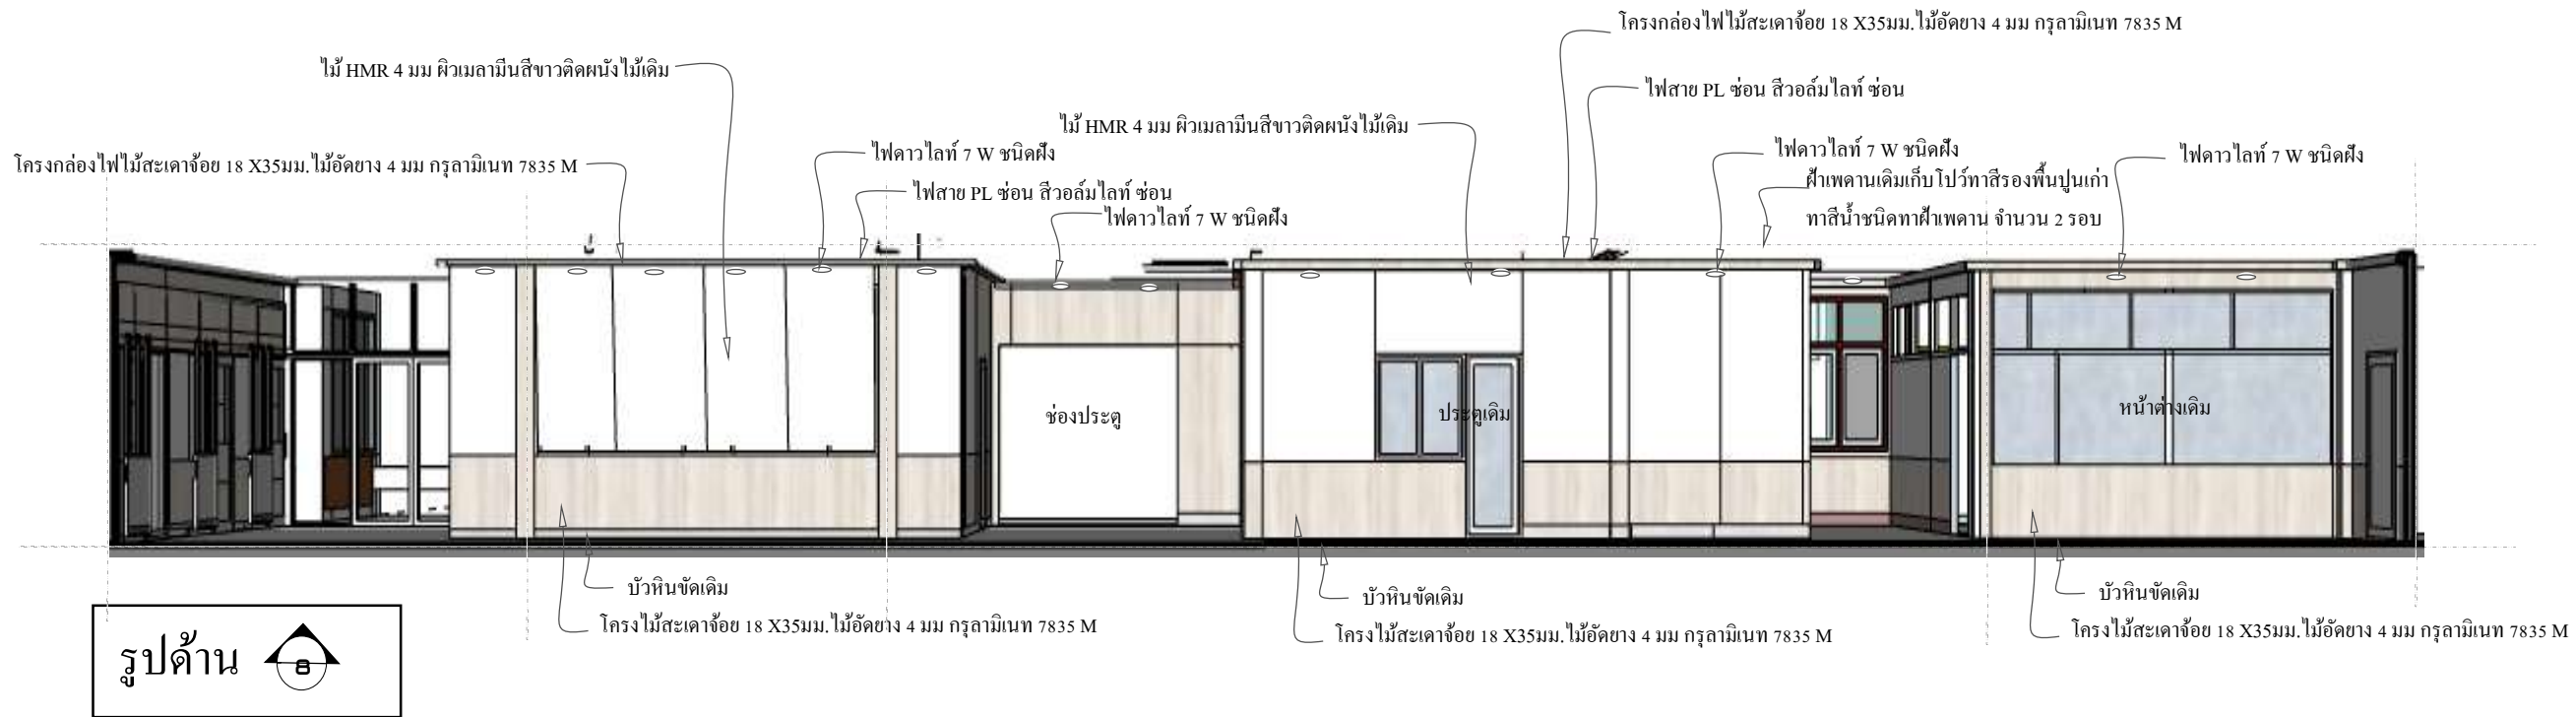 โครงกล่องไฟไม้สะเดาจ้อย 18 X35มม.ไม้อัดยาง 4 มม กรุลามิเนท 7835 M
ไม้ HMR 4 มม ผิวเมลามีนสีขาวติดผนังไม้เดิม
ไฟสาย PL ซ่อน สีวอล์มไลท์ ซ่อน
ไม้ HMR 4 มม ผิวเมลามีนสีขาวติดผนังไม้เดิม
ไฟดาวไลท์ 7 W ชนิดฝัง
ไฟดาวไลท์ 7 W ชนิดฝัง
ไฟดาวไลท์ 7 W ชนิดฝัง
โครงกล่องไฟไม้สะเดาจ้อย 18 X35มม.ไม้อัดยาง 4 มม กรุลามิเนท 7835 M
ฝ้าเพดานเดิมเก็บโปว์ทาสีรองพื้นปูนเก่า
ไฟสาย PL ซ่อน สีวอล์มไลท์ ซ่อน
ไฟดาวไลท์ 7 W ชนิดฝัง
ทาสีน้ำชนิดทาฝ้าเพดาน จำนวน 2 รอบ
ช่องประตู
ประตูเดิม
หน้าต่างเดิม
บัวหินขัดเดิม
บัวหินขัดเดิม
บัวหินขัดเดิม
โครงไม้สะเดาจ้อย 18 X35มม.ไม้อัดยาง 4 มม กรุลามิเนท 7835 M
โครงไม้สะเดาจ้อย 18 X35มม.ไม้อัดยาง 4 มม กรุลามิเนท 7835 M
โครงไม้สะเดาจ้อย 18 X35มม.ไม้อัดยาง 4 มม กรุลามิเนท 7835 M
รูปด้าน 8